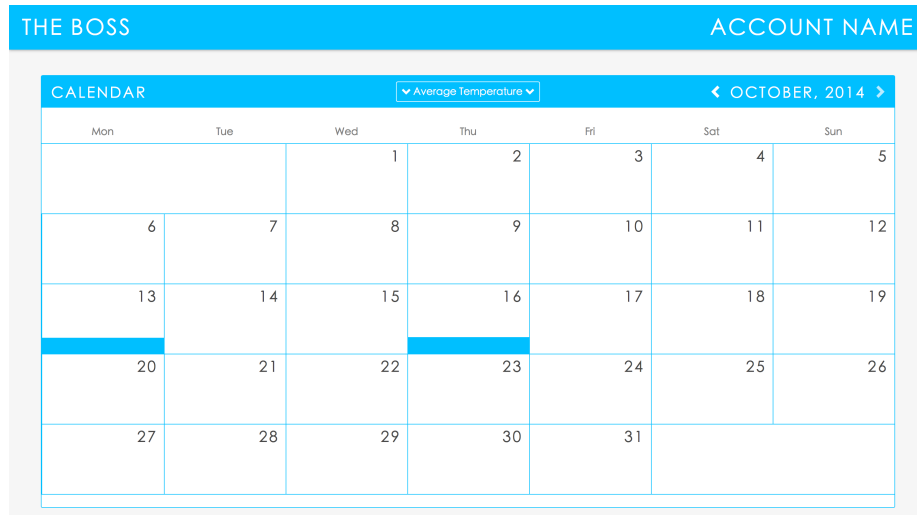 THE BOSS ACCOUNT NAME
CALENDAR Average Temperature OCTOBER, 2014
Mon Tue Wed Thu Fri Sat Sun
1 2 3 4 5
6 7 8 9 10 11 12
13 14 15 16 17 18 19
20 21 22 23 24 25 26
27 28 29 30 31